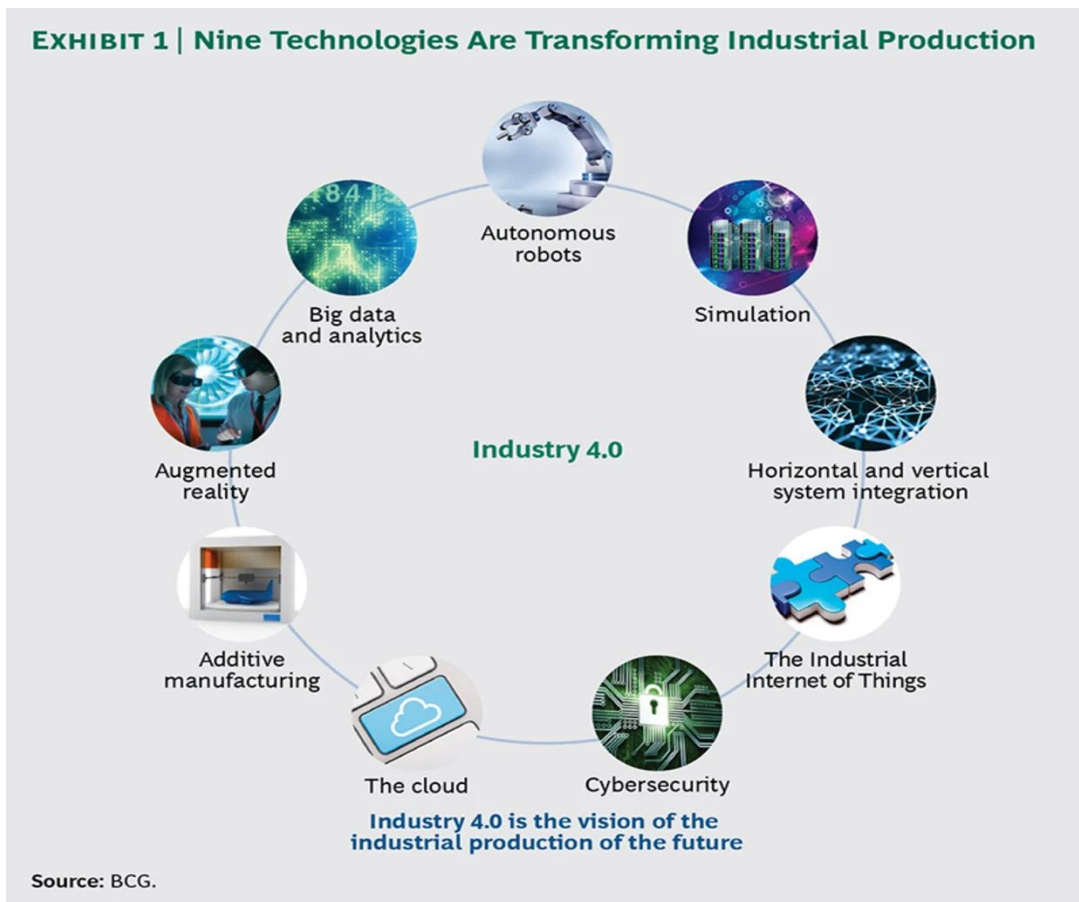 EXHIBIT 1 | Nine Technologies Are Transforming Industrial Production
Autonomous
robots
Simulation
Horizontal and vertical
system integration
The Industrial
Internet of Things
Cybersecurity
The cloud
Additive
manufacturing
Augmented
reality
Big data
and analytics
Industry 4.0
Industry 4.0 is the vision of the
industrial production of the future
Source: BCG.